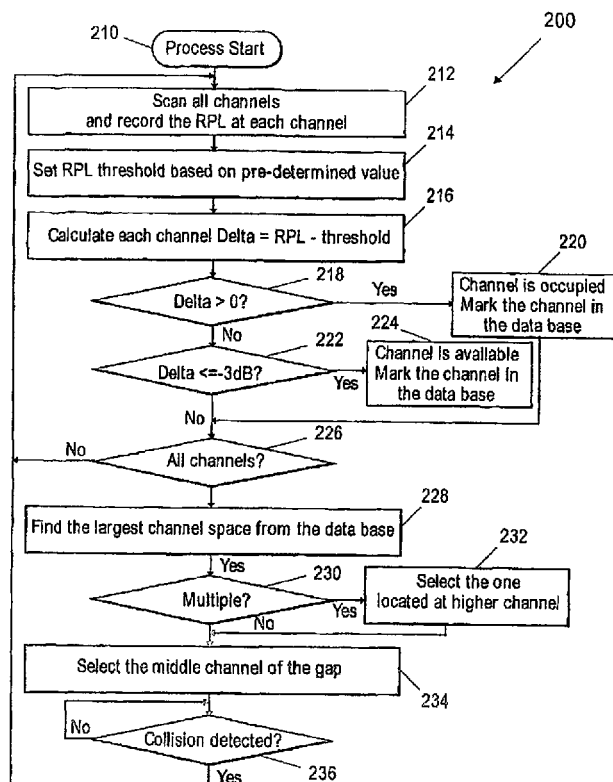 210
Process Start
200
212
Scan all channels
and record the RPL at each channel
214
Set RPL threshold based on pre-determined value
216
Calculate each channel Delta = RPL - threshold
218
Delta > 0?
Yes
220
Channel is occupied
Mark the channel in
the data base
No
222
Delta <=-3dB?
Yes
224
Channel is available
Mark the channel in
the data base
No
226
No
All channels?
228
Find the largest channel space from the data base
Yes
230
Multiple?
Yes
232
Select the one
located at higher channel
No
Select the middle channel of the gap
234
No
Collision detected?
236
Yes